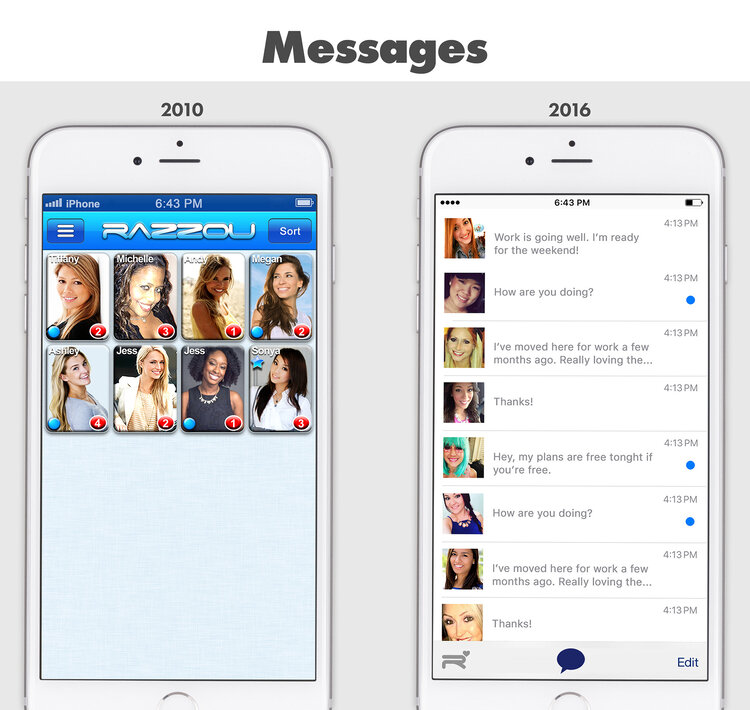 Messages
2010
2016
iPhone
6:43 PM
RAZZOU
Sort
Tiffany
Michelle
Andy
Megan
2
3
1
2
Ashley
Jess
Jess
Sonya
4
2
1
3
6:43 PM
4:13 PM
Work is going well. I'm ready
for the weekend!
4:13 PM
How are you doing?
4:13 PM
I've moved here for work a few
months ago. Really loving the...
4:13 PM
Thanks!
4:13 PM
Hey, my plans are free tonght if
you're free.
4:13 PM
How are you doing?
4:13 PM
I've moved here for work a few
months ago. Really loving the...
4:13 PM
Thanks!
R
Edit